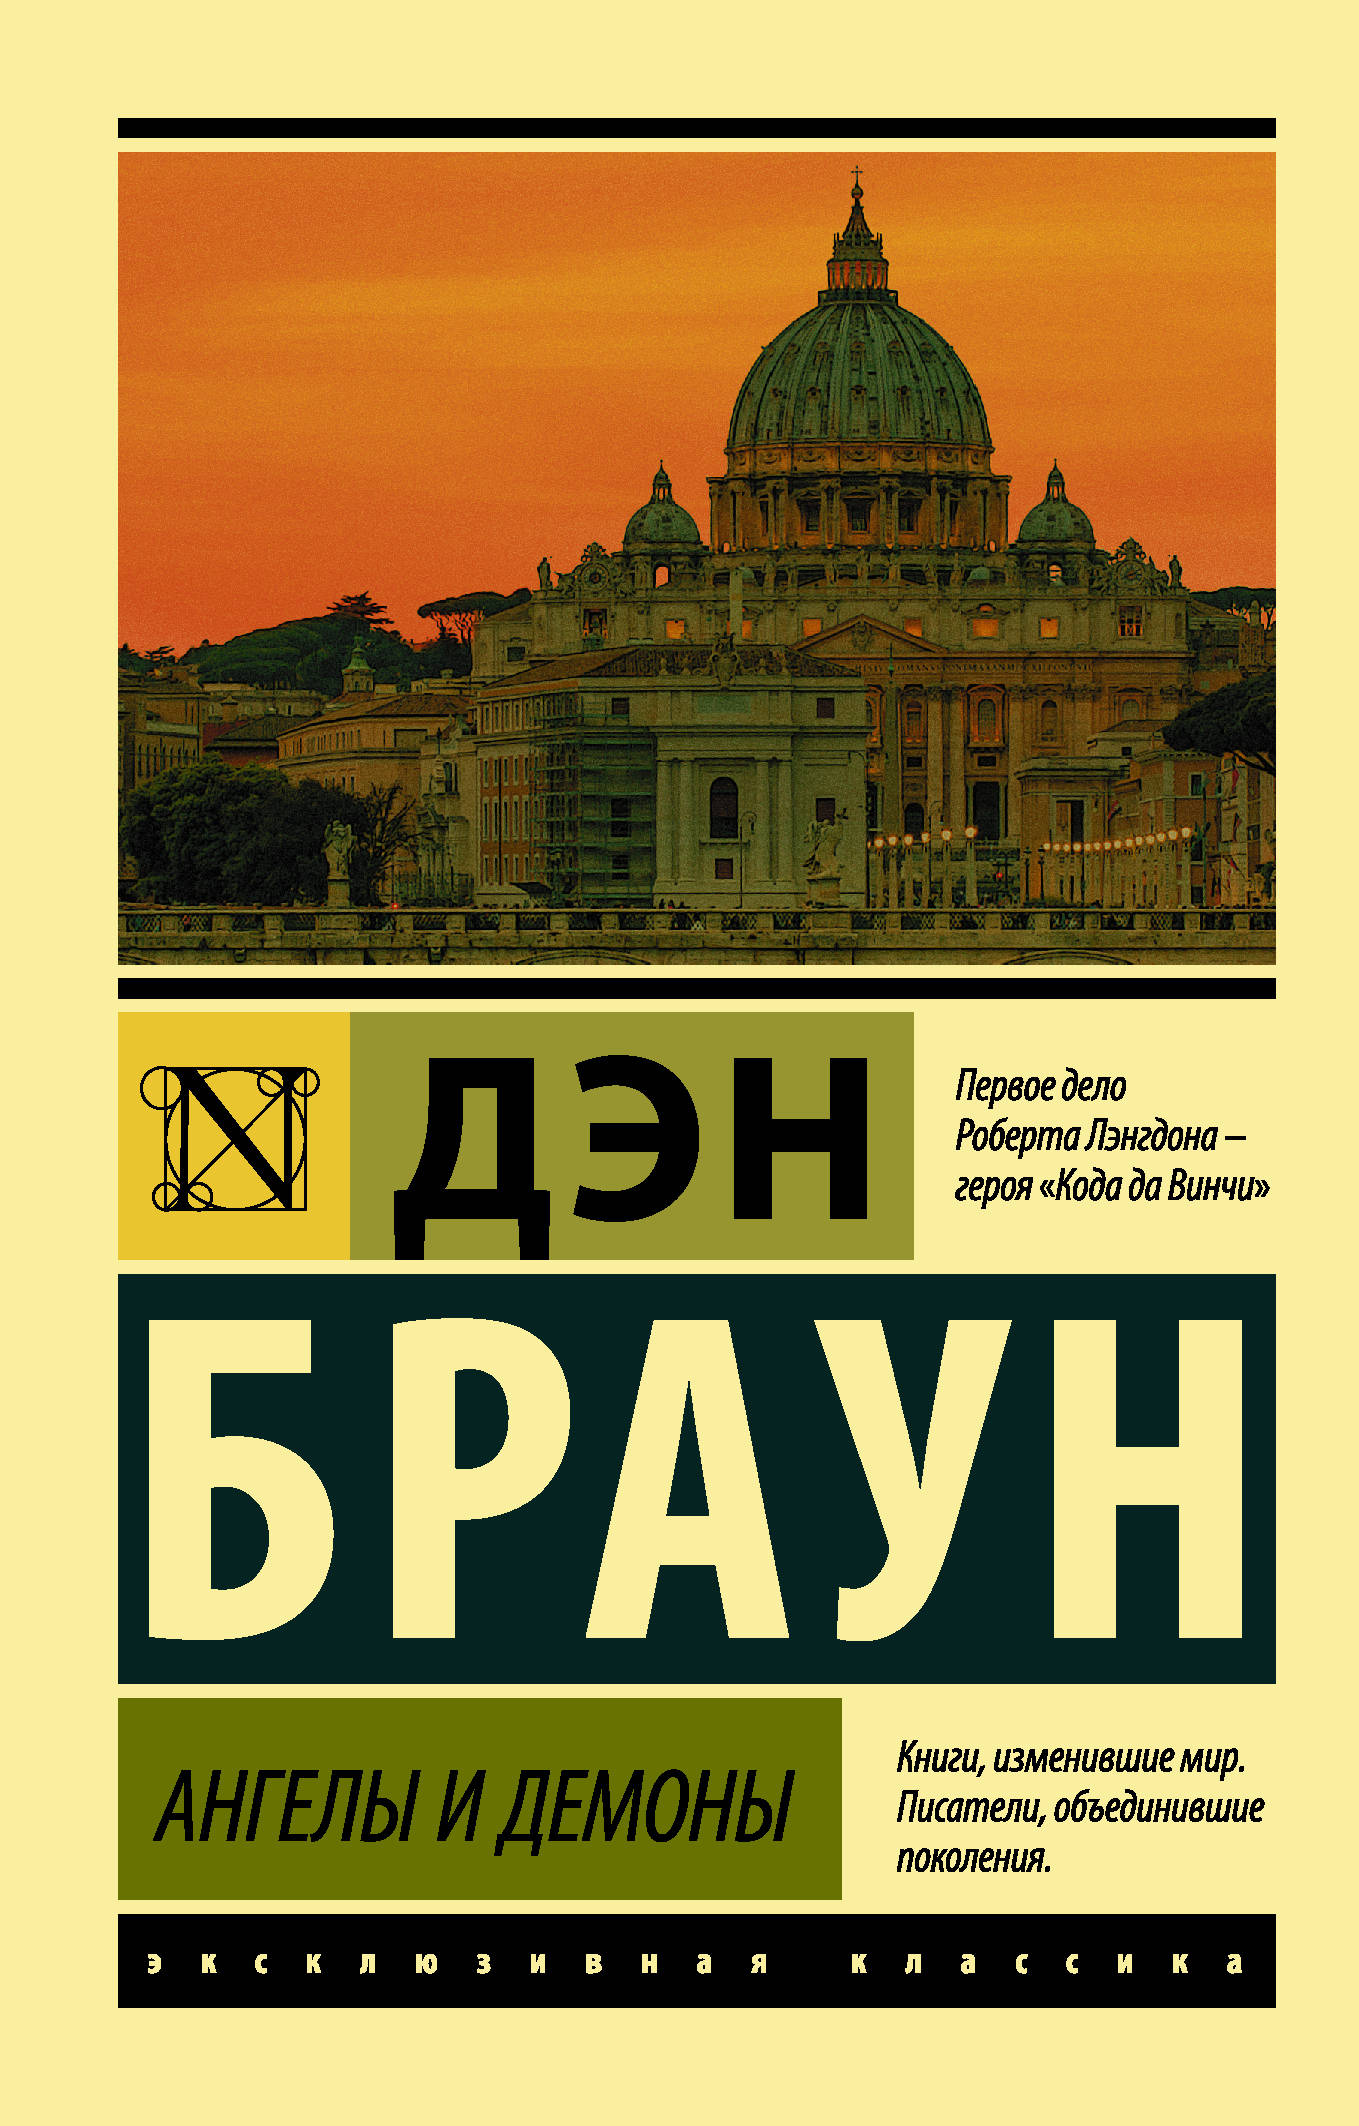 N
ДЭН
Первое дело
Роберта Лэнгдона –
героя «Кода да Винчи»
БРАУН
АНГЕЛЫ И ДЕМОНЫ
Книги, изменившие мир.
Писатели, объединившие
поколения.
эксклюзивная классика